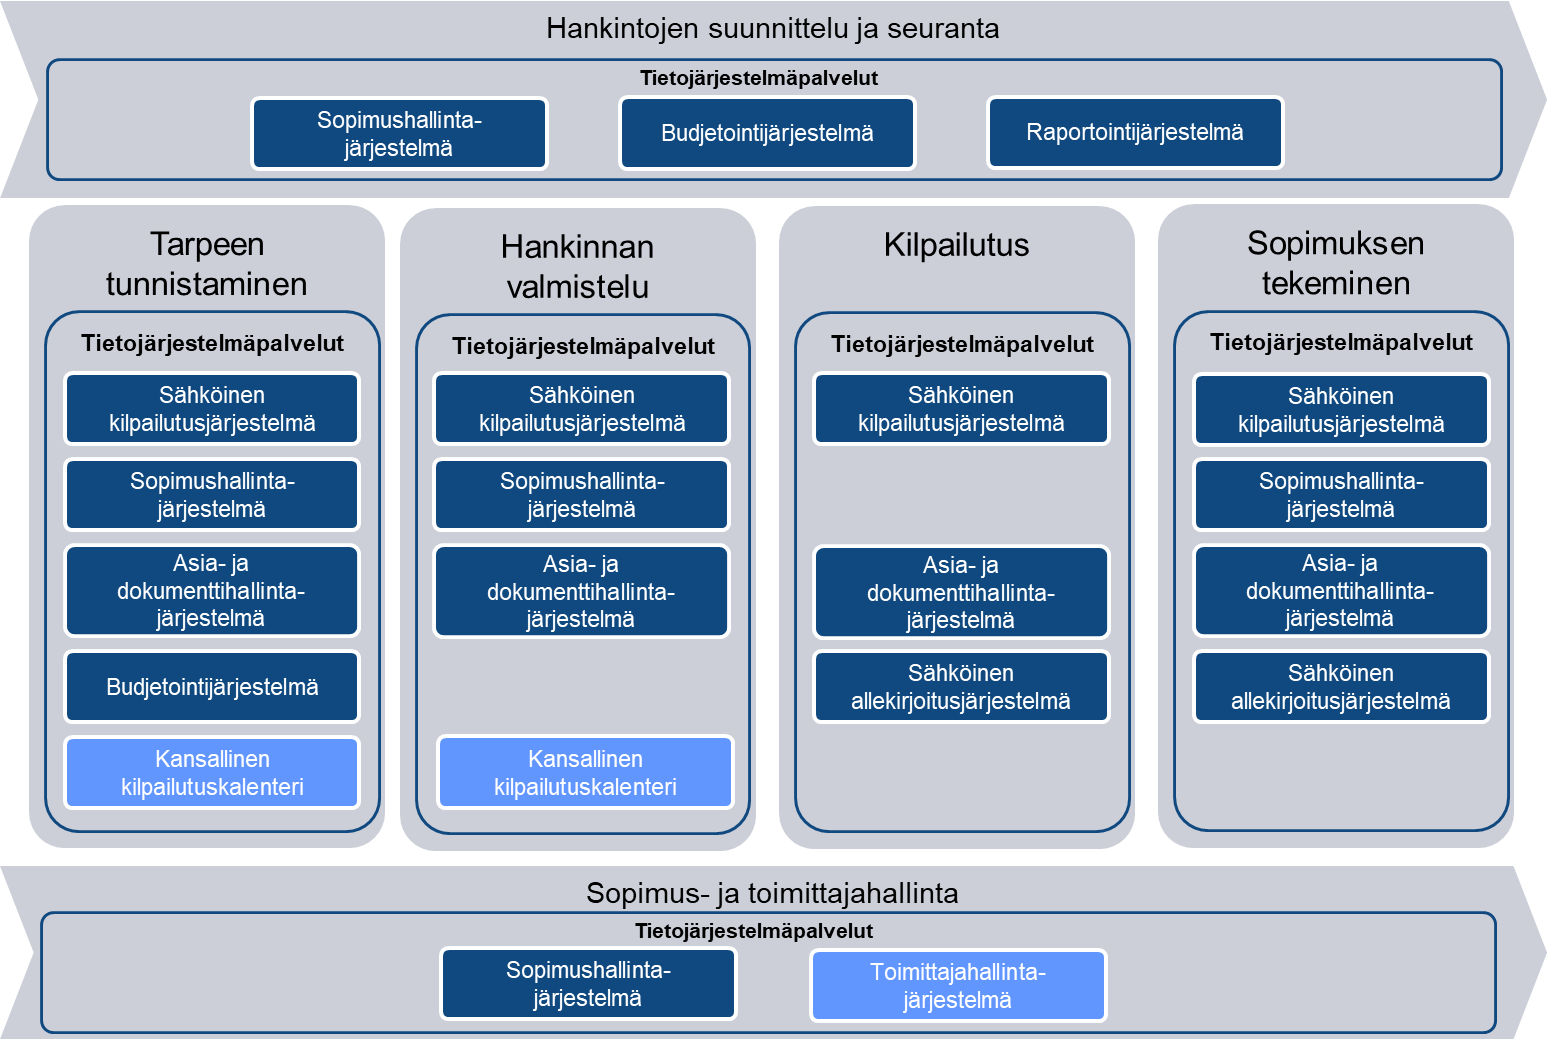 Hankintojen suunnittelu ja seuranta
Tietojärjestelmäpalvelut
Sopimushallinta-
järjestelmä
Budjetointijärjestelmä
Raportointijärjestelmä
Tarpeen
tunnistaminen
Tietojärjestelmäpalvelut
Sähköinen
kilpailutusjärjestelmä
Sopimushallinta-
järjestelmä
Asia- ja
dokumenttihallinta-
järjestelmä
Budjetointijärjestelmä
Kansallinen
kilpailutuskalenteri
Hankinnan
valmistelu
Tietojärjestelmäpalvelut
Sähköinen
kilpailutusjärjestelmä
Sopimushallinta-
järjestelmä
Asia- ja
dokumenttihallinta-
järjestelmä
Kansallinen
kilpailutuskalenteri
Kilpailutus
Tietojärjestelmäpalvelut
Sähköinen
kilpailutusjärjestelmä
Asia- ja
dokumenttihallinta-
järjestelmä
Sähköinen
allekirjoitusjärjestelmä
Sopimuksen
tekeminen
Tietojärjestelmäpalvelut
Sähköinen
kilpailutusjärjestelmä
Sopimushallinta-
järjestelmä
Asia- ja
dokumenttihallinta-
järjestelmä
Sähköinen
allekirjoitusjärjestelmä
Sopimus- ja toimittajahallinta
Tietojärjestelmäpalvelut
Sopimushallinta-
järjestelmä
Toimittajahallinta-
järjestelmä